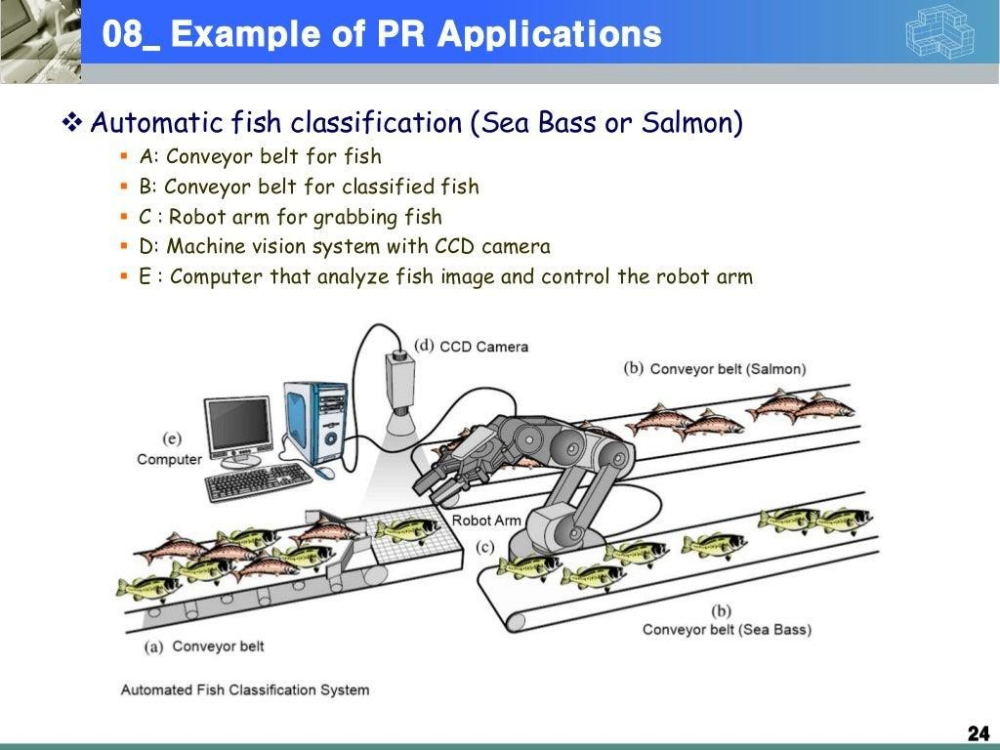 08_ Example of PR Applications
❖ Automatic fish classification (Sea Bass or Salmon)
▪ A: Conveyor belt for fish
▪ B: Conveyor belt for classified fish
▪ C : Robot arm for grabbing fish
▪ D: Machine vision system with CCD camera
▪ E : Computer that analyze fish image and control the robot arm
(d) CCD Camera
(b) Conveyor belt (Salmon)
(e)
Computer
Robot Arm
(c)
(b)
Conveyor belt (Sea Bass)
(a) Conveyor belt
Automated Fish Classification System
24